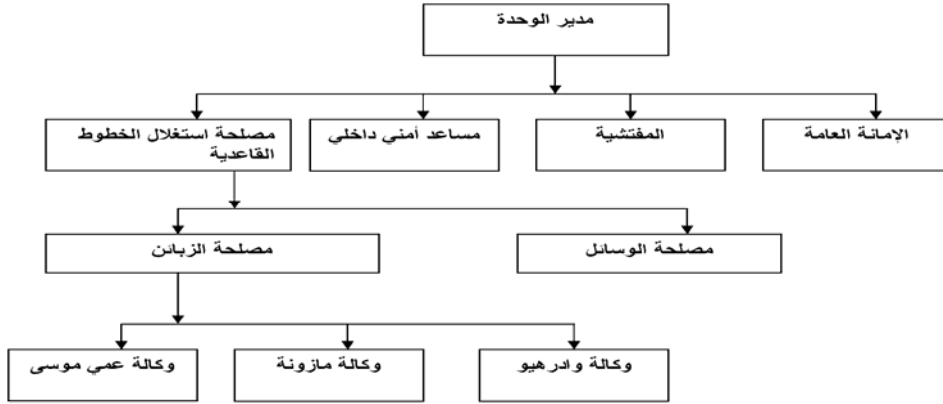 مدير الوحدة
الإمانة العامة
المفتشية
مساعد أمني داخلي
مصلحة استغلال الخطوط
القاعدية
مصلحة الوسائل
مصلحة الزبائن
وكالة وادرهيو
وكالة مازونة
وكالة عمي موسى